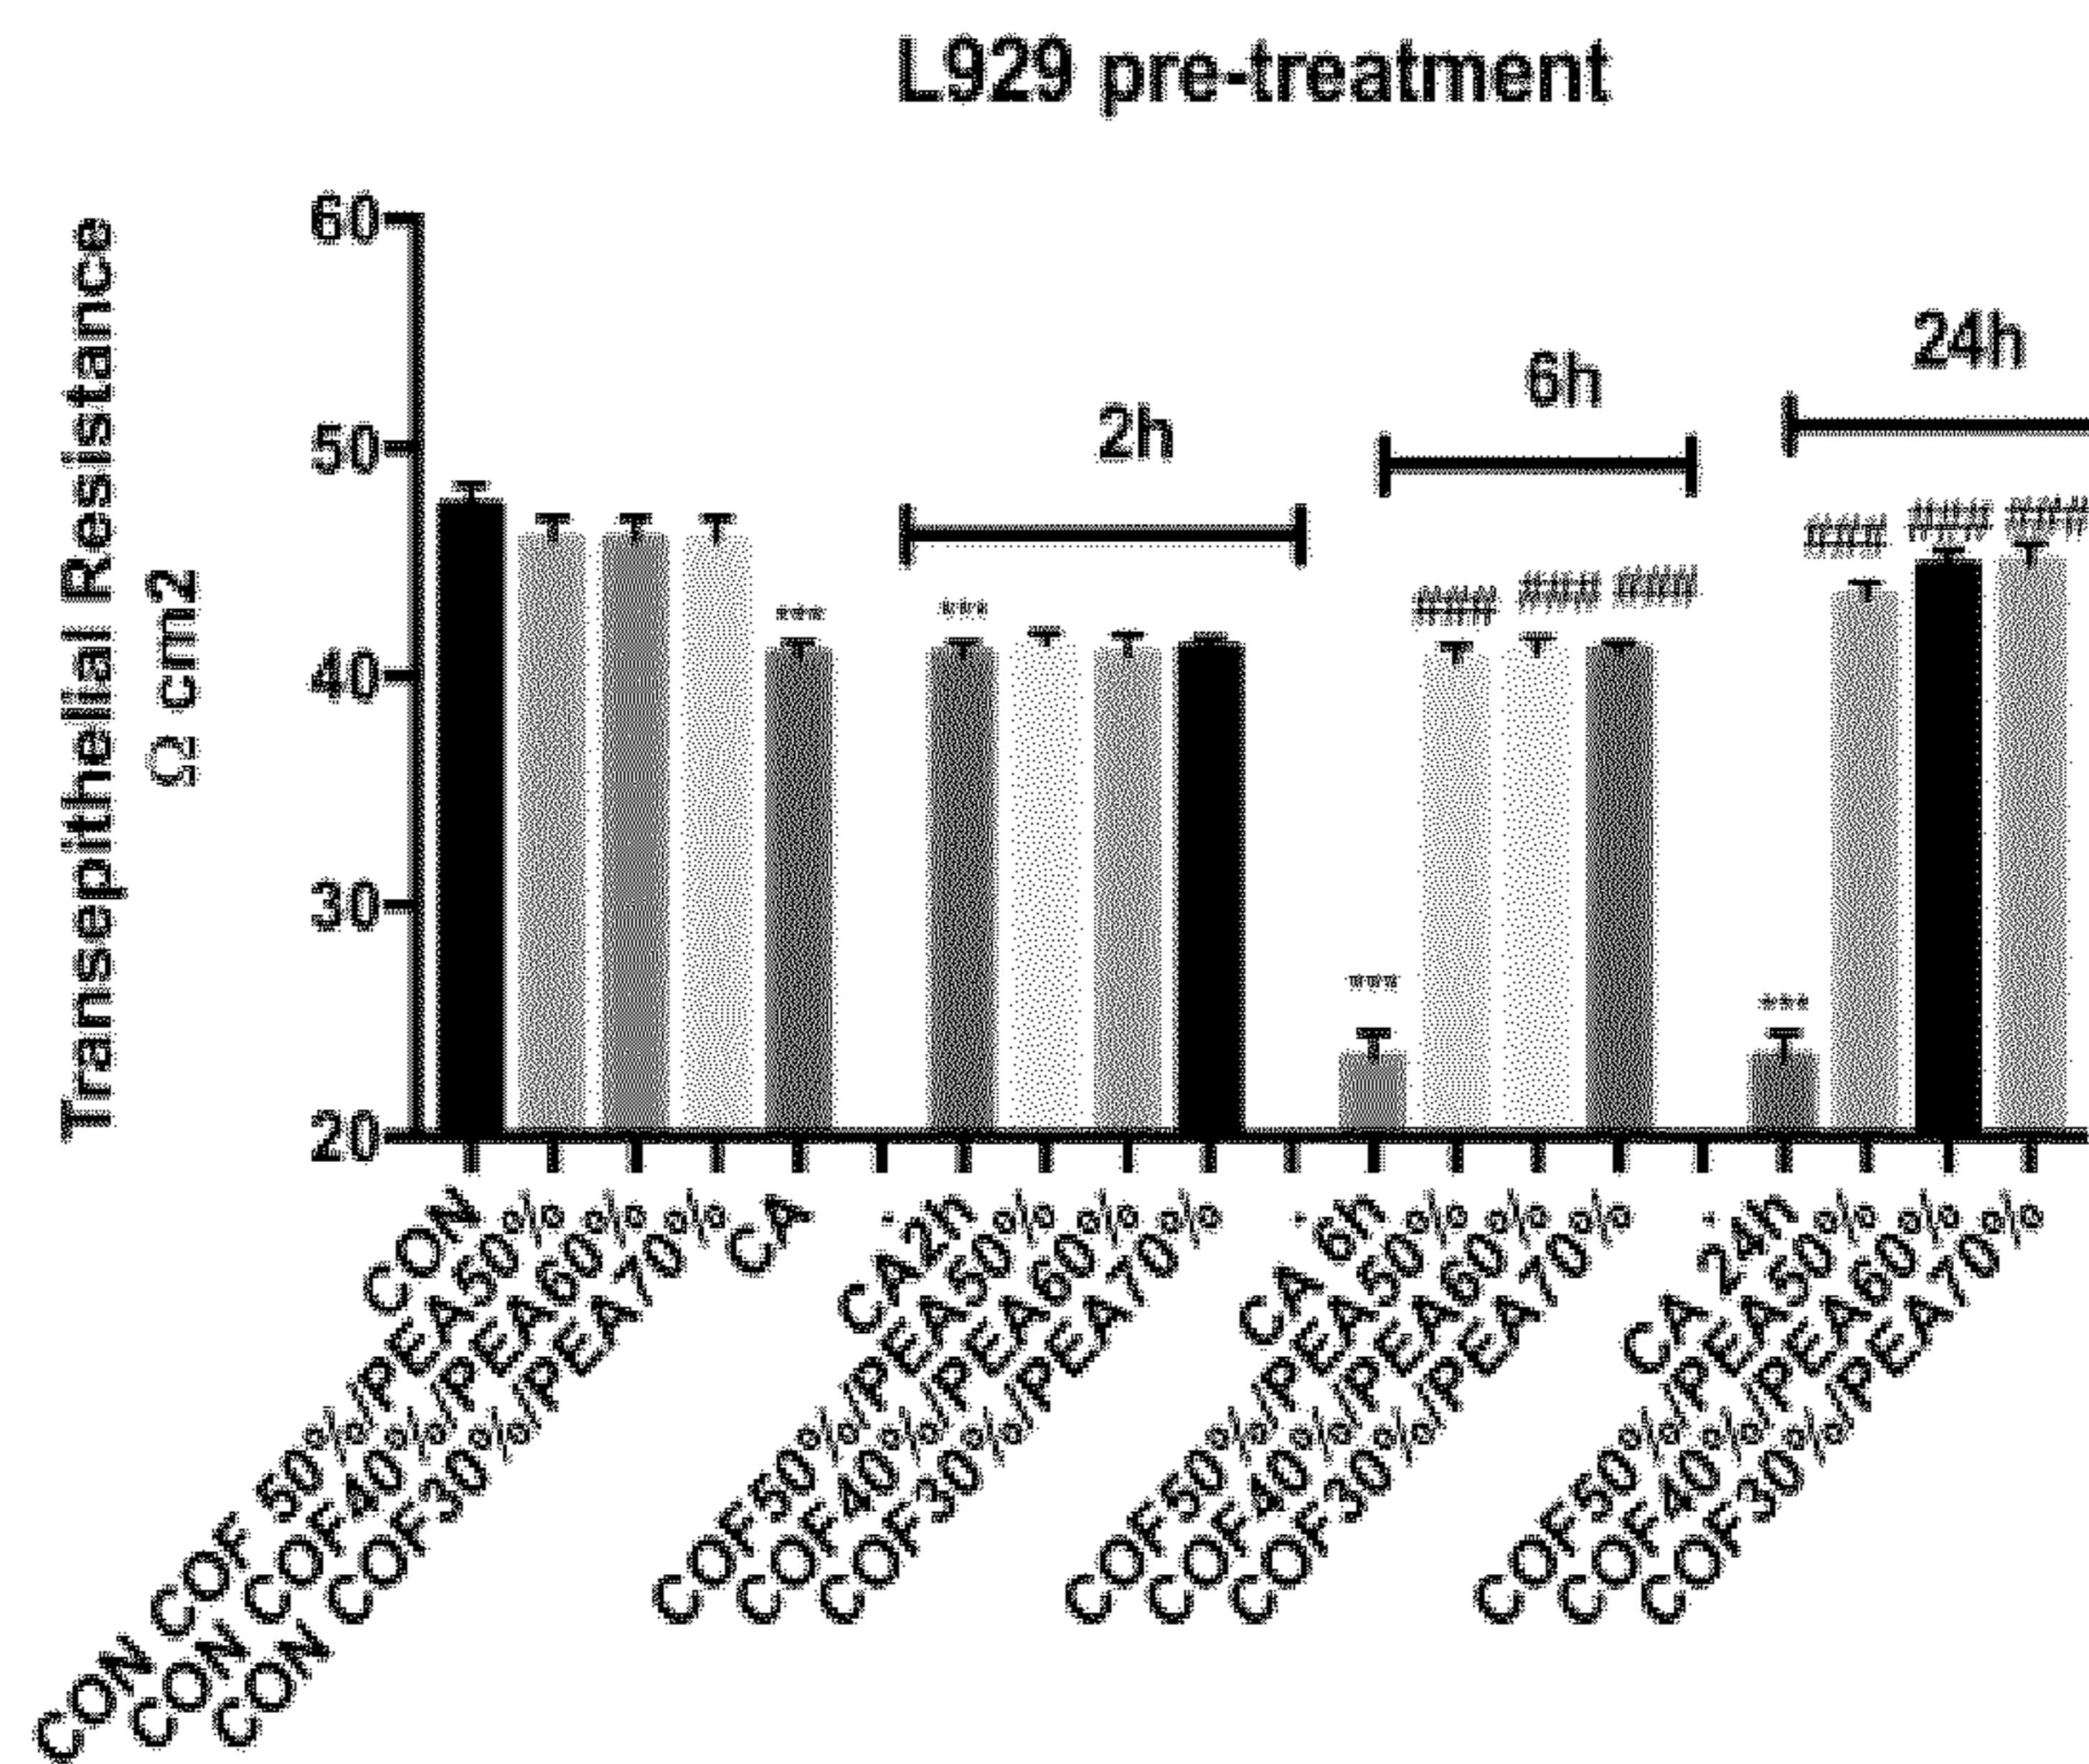 L929 pre-treatment
Transepithelial Resistance
Ω cm2
60
50
40
30
20
2h
6h
24h
***
***
***
###
###
###
***
###
###
###
CON
CON COF 50%/PEA50%
CON COF40%/PEA60%
CON COF30%/PEA70%
CA
CA2h
COF50%/PEA50%
COF40%/PEA60%
COF30%/PEA70%
CA 6h
COF50%/PEA50%
COF40%/PEA60%
COF30%/PEA70%
CA 24h
COF50%/PEA50%
COF40%/PEA60%
COF30%/PEA70%